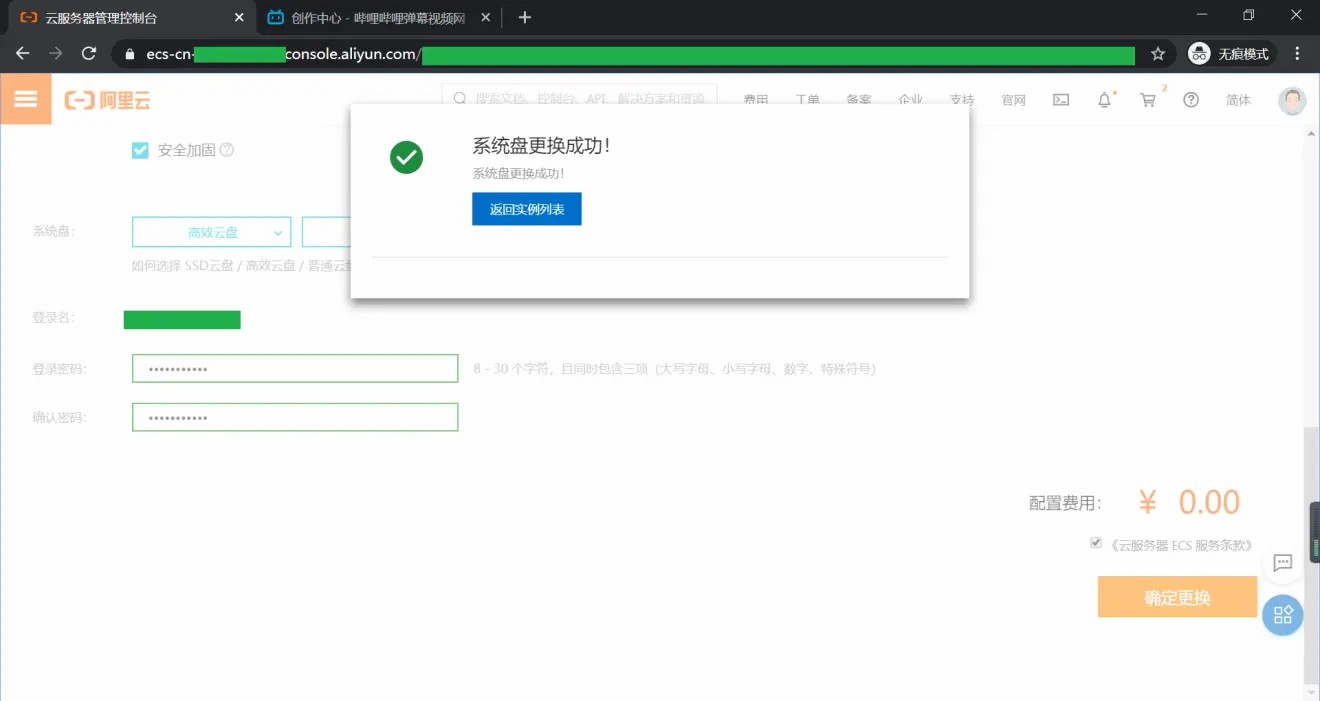 云服务器管理控制台
创作中心 - 哔哩哔哩弹幕视频网
ecs-cn-
console.aliyun.com/
无痕模式
阿里云
搜索文档、控制台、API、解决方案和资源
费用 工单 备案 企业 支持 官网 2 简体
安全加固
系统盘更换成功！
系统盘更换成功!
返回实例列表
系统盘：
高效云盘
如何选择 SSD云盘 / 高效云盘 / 普通云盘
登录名：
登录密码：
8 - 30 个字符，且同时包含三项（大写字母、小写字母、数字、特殊符号）
确认密码：
配置费用：
¥ 0.00
《云服务器 ECS 服务条款》
确定更换